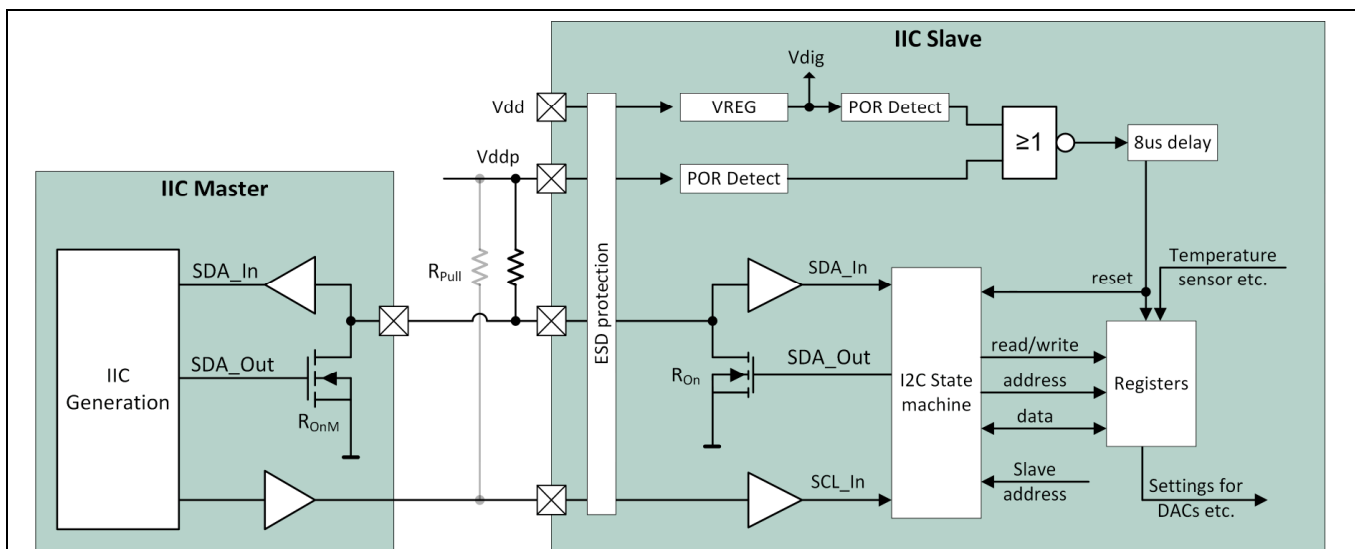 IIC Slave
Vdig
Vdd
VREG
POR Detect
≥1
8us delay
Vddp
POR Detect
IIC Master
ESD protection
SDA_In
RPull
SDA_In
Temperature
sensor etc.
reset
SDA_Out
IIC
Generation
ROnM
SDA_Out
ROn
I2C State
machine
read/write
address
data
Registers
Slave
address
SCL_In
Settings for
DACs etc.